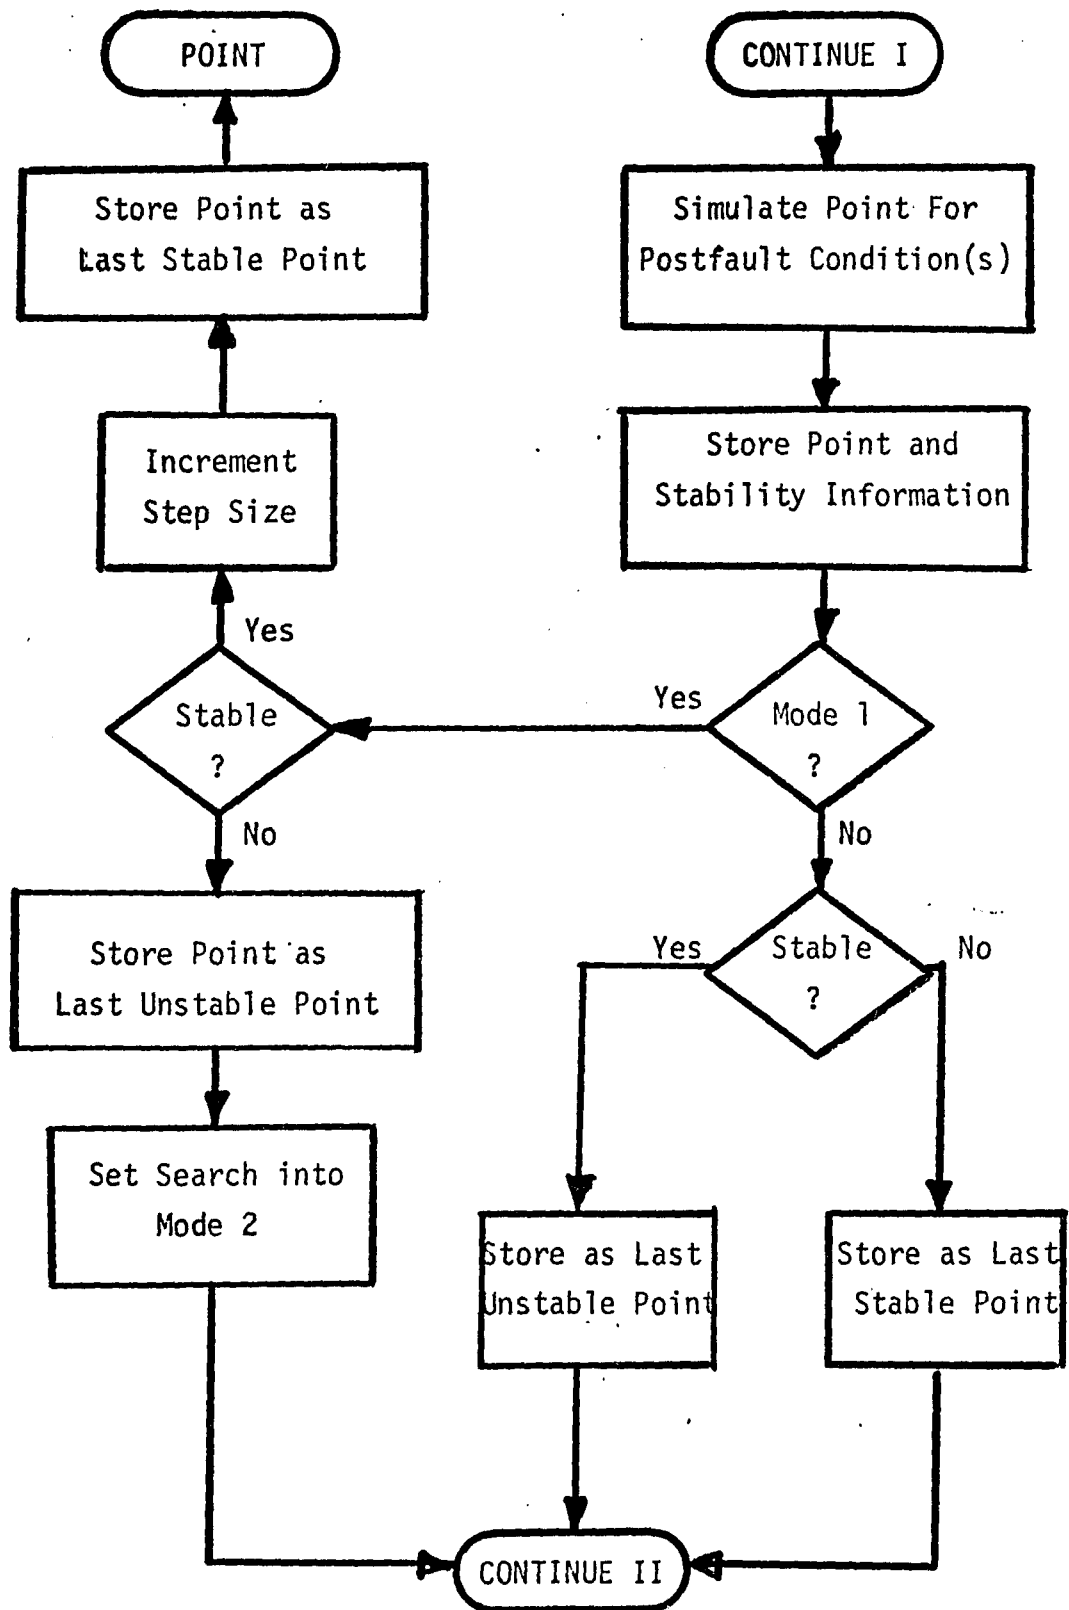 POINT
CONTINUE I
Store Point as
Last Stable Point
Simulate Point For
Postfault Condition(s)
Increment
Step Size
Store Point and
Stability Information
Yes
Stable
?
Yes
Mode 1
?
No
No
Store Point as
Last Unstable Point
Yes
Stable
?
No
Set Search into
Mode 2
Store as Last
Unstable Point
Store as Last
Stable Point
CONTINUE II